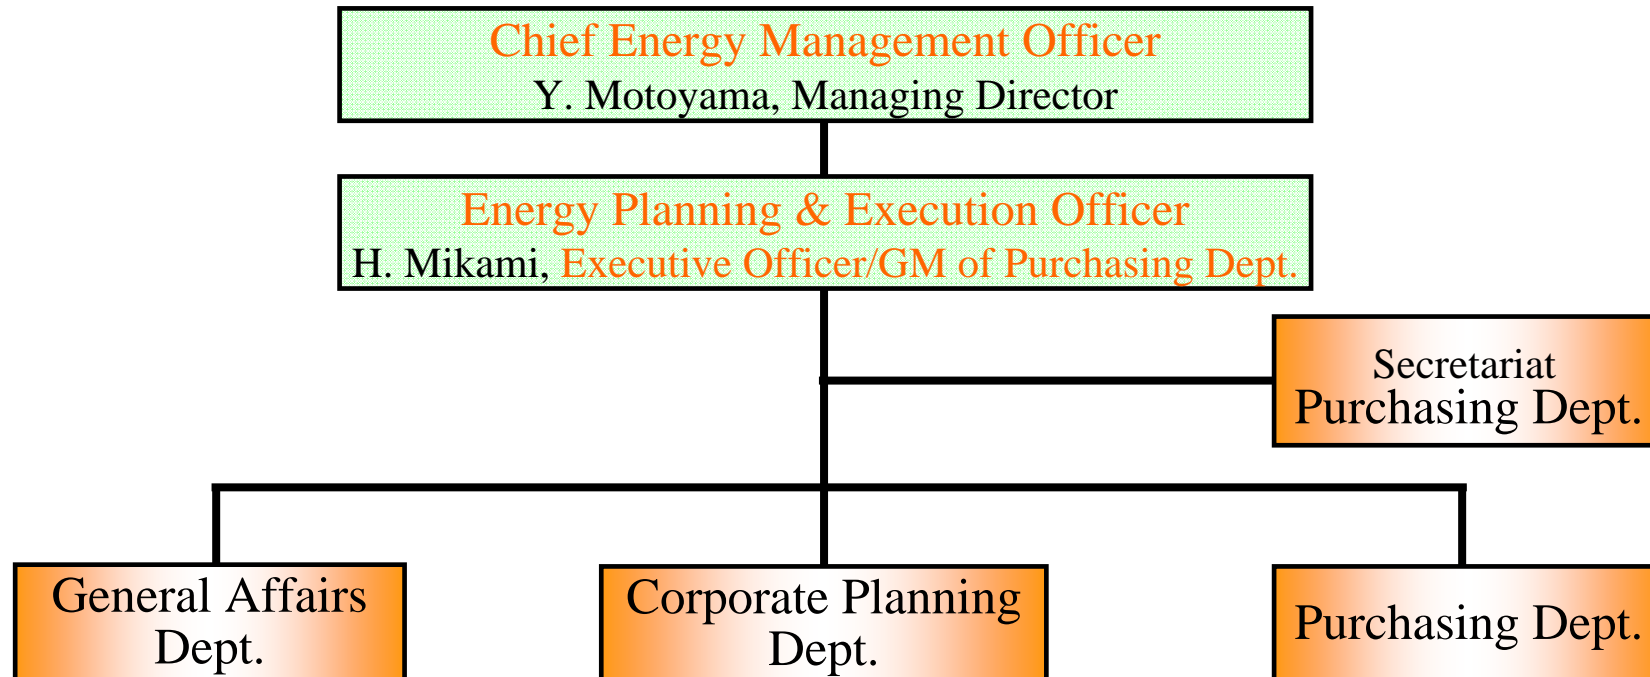 Chief Energy Management Officer
Y. Motoyama, Managing Director
Energy Planning & Execution Officer
H. Mikami, Executive Officer/GM of Purchasing Dept.
Secretariat
Purchasing Dept.
General Affairs
Dept.
Corporate Planning
Dept.
Purchasing Dept.